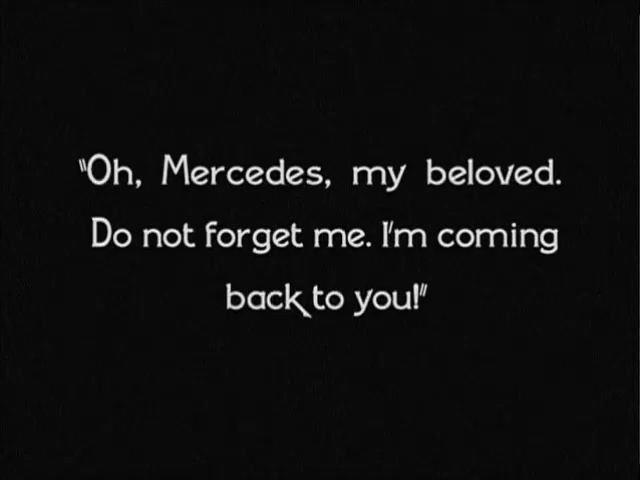 "Oh, Mercedes, my beloved.
Do not forget me. I'm coming
back to you!"